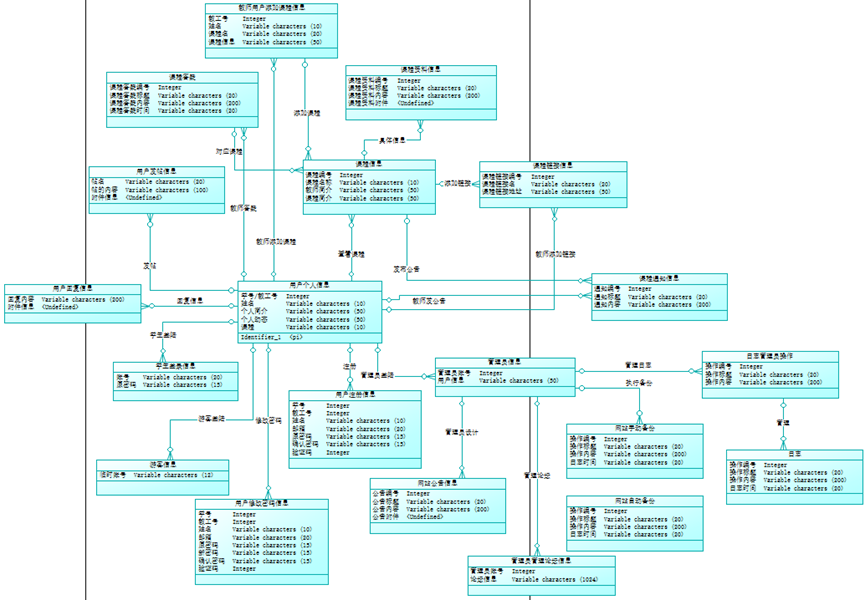 教师用户添加课程信息
教工号 Integer
姓名 Variable characters (10)
课程名 Variable characters (20)
课程信息 Variable characters (50)
课程答疑
课程答疑编号 Integer
课程答疑标题 Variable characters (20)
课程答疑内容 Variable characters (200)
课程答疑时间 Variable characters (20)
课程资料信息
课程资料编号 Integer
课程资料标题 Variable characters (20)
课程资料内容 Variable characters (200)
课程资料附件 <Undefined>
添加课程
具体信息
对应课程
用户发帖信息
帖名 Variable characters (20)
帖的内容 Variable characters (100)
附件信息 <Undefined>
课程信息
课程编号 Integer
课程名称 Variable characters (10)
教师简介 Variable characters (50)
课程简介 Variable characters (50)
添加链接
课程链接信息
课程链接编号 Integer
课程链接名 Variable characters (20)
课程链接地址 Variable characters (50)
教师答疑
教师添加课程
查看课程
教师添加链接
发帖
发布公告
用户回复信息
回复内容 Variable characters (200)
附件信息 <Undefined>
回复信息
用户个人信息
学号/教工号 Integer
姓名 Variable characters (10)
个人简介 Variable characters (50)
个人动态 Variable characters (50)
课程 Variable characters (10)
Identifier_1 <pi>
教师发公告
课程通知信息
通知编号 Integer
通知标题 Variable characters (20)
通知内容 Variable characters (200)
学生登陆
学生登录信息
账号 Variable characters (20)
原密码 Variable characters (15)
注册
管理员登陆
管理员信息
管理员账号 Integer
用户信息 Variable characters (50)
管理日志
执行备份
日志管理员操作
操作编号 Integer
操作标题 Variable characters (20)
操作内容 Variable characters (200)
用户注册信息
学号 Integer
教工号 Integer
姓名 Variable characters (10)
邮箱 Variable characters (20)
原密码 Variable characters (15)
确认密码 Variable characters (15)
验证码 Integer
游客登陆
修改密码
管理员设计
管理
网站手动备份
操作编号 Integer
操作标题 Variable characters (20)
操作内容 Variable characters (200)
日志时间 Variable characters (20)
日志
操作编号 Integer
操作标题 Variable characters (20)
操作内容 Variable characters (200)
日志时间 Variable characters (20)
游客信息
临时账号 Variable characters (12)
管理论坛
网站公告信息
公告编号 Integer
公告标题 Variable characters (20)
公告内容 Variable characters (200)
公告附件 <Undefined>
网站自动备份
操作编号 Integer
操作标题 Variable characters (20)
操作内容 Variable characters (200)
日志时间 Variable characters (20)
用户修改密码信息
学号 Integer
教工号 Integer
姓名 Variable characters (10)
邮箱 Variable characters (20)
原密码 Variable characters (15)
新密码 Variable characters (15)
确认密码 Variable characters (15)
验证码 Integer
管理员管理论坛信息
管理员账号 Integer
论坛信息 Variable characters (1024)